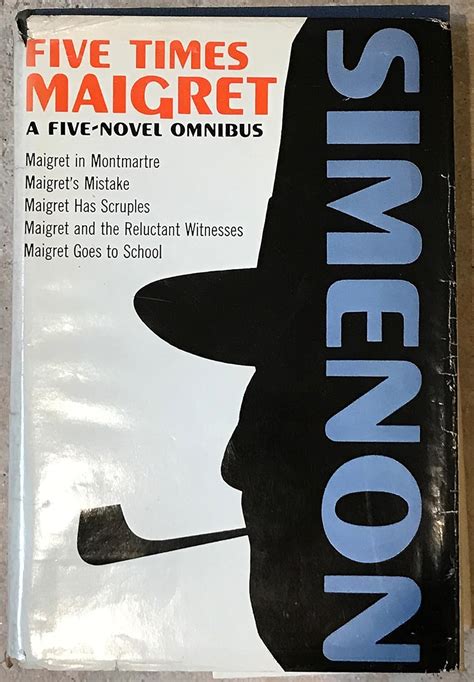 FIVE TIMES
MAIGRET
A FIVE-NOVEL OMNIBUS
Maigret in Montmartre
Maigret's Mistake
Maigret Has Scruples
Maigret and the Reluctant Witnesses
Maigret Goes to School
SIMENON